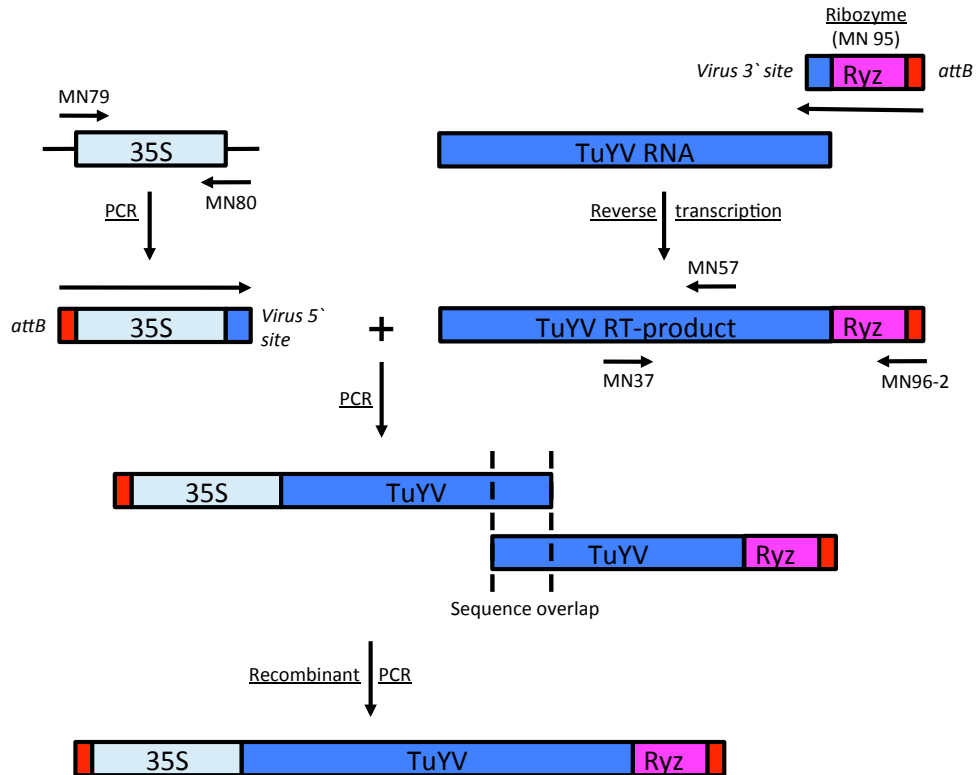 Ribozyme
(MN 95)
Virus 3` site
Ryz
attB
MN79
35S
TuYV RNA
MN80
PCR
Reverse transcription
MN57
attB
35S
Virus 5`
site
+
TuYV RT-product
Ryz
MN37
MN96-2
PCR
35S
TuYV
TuYV
Ryz
Sequence overlap
Recombinant PCR
35S
TuYV
Ryz